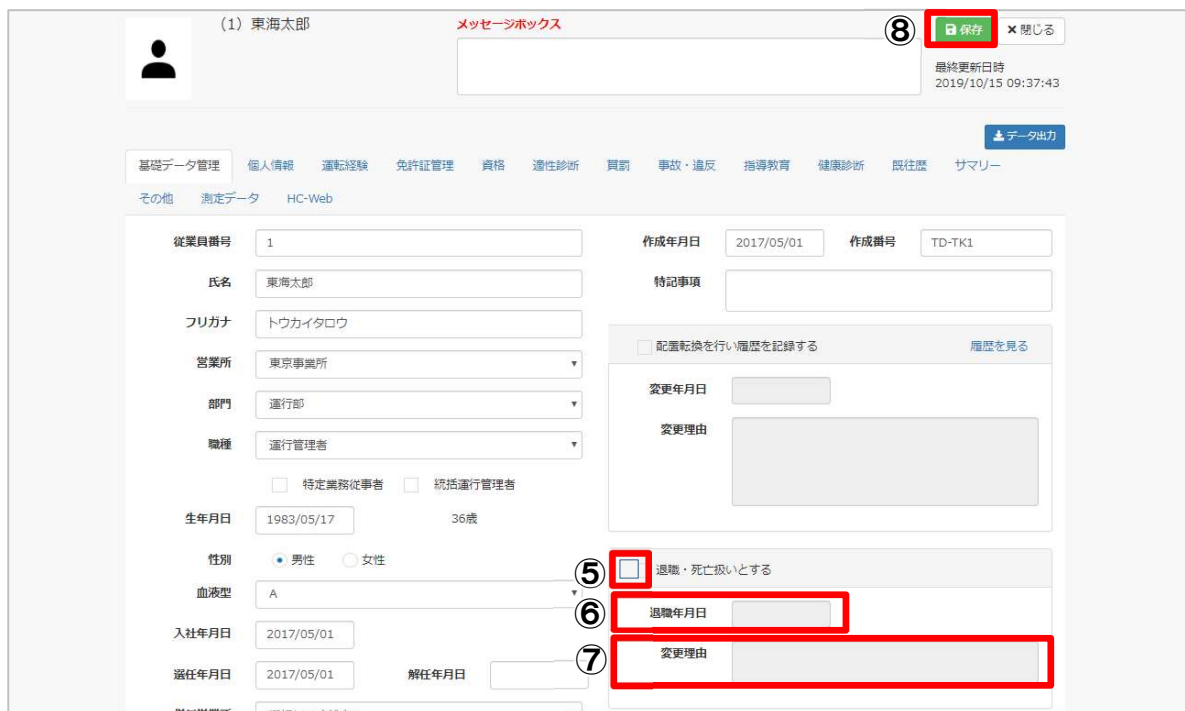 (1) 東海太郎
メッセージボックス
⑧ 保存 ×閉じる
最終更新日時
2019/10/15 09:37:43
データ出力
基礎データ管理 個人情報 運転経験 免許証管理 資格 適性診断 賞罰 事故・違反 指導教育 健康診断 既往歴 サマリー
その他 測定データ HC-Web
従業員番号 1 作成年月日 2017/05/01 作成番号 TD-TK1
氏名 東海太郎 特記事項
フリガナ トウカイタロウ
配置転換を行い履歴を記録する 履歴を見る
営業所 東京事業所
変更年月日
部門 運行部
変更理由
職種 運行管理者
特定業務従事者 統括運行管理者
生年月日 1983/05/17 36歳
性別 男性 女性
⑤ 退職・死亡扱いとする
血液型 A
⑥ 退職年月日
入社年月日 2017/05/01
⑦ 変更理由
選任年月日 2017/05/01 解任年月日